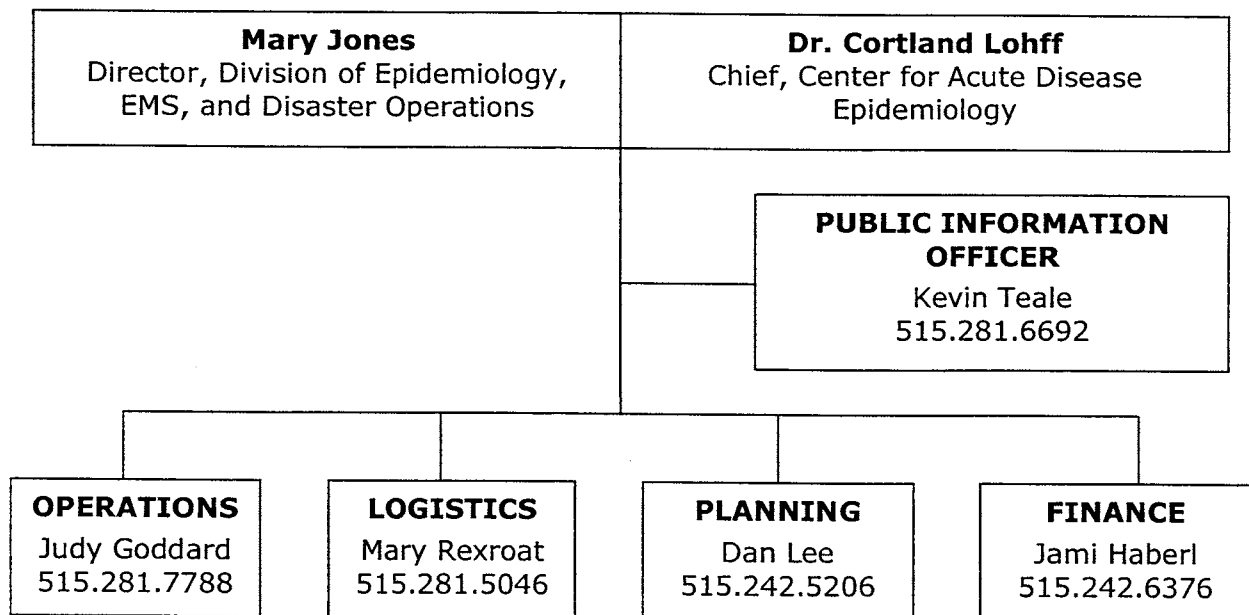 Mary Jones
Director, Division of Epidemiology,
EMS, and Disaster Operations
Dr. Cortland Lohff
Chief, Center for Acute Disease
Epidemiology
PUBLIC INFORMATION
OFFICER
Kevin Teale
515.281.6692
OPERATIONS
Judy Goddard
515.281.7788
LOGISTICS
Mary Rexroat
515.281.5046
PLANNING
Dan Lee
515.242.5206
FINANCE
Jami Haberl
515.242.6376